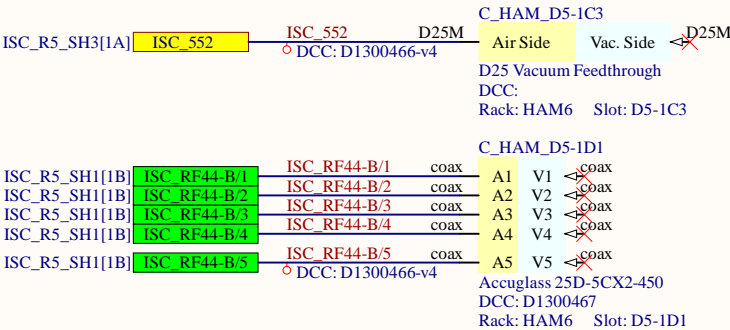 C_HAM_D5-1C3
ISC_R5_SH3[1A] ISC_552 ISC_552 D25M Air Side Vac. Side D25M
DCC: D1300466-v4
D25 Vacuum Feedthrough
DCC:
Rack: HAM6 Slot: D5-1C3
C_HAM_D5-1D1
ISC_R5_SH1[1B] ISC_RF44-B/1 ISC_RF44-B/1 coax A1 V1 coax
ISC_R5_SH1[1B] ISC_RF44-B/2 ISC_RF44-B/2 A2 V2 coax
ISC_R5_SH1[1B] ISC_RF44-B/3 ISC_RF44-B/3 coax A3 V3 coax
ISC_R5_SH1[1B] ISC_RF44-B/4 ISC_RF44-B/4 coax A4 V4 coax
ISC_R5_SH1[1B] ISC_RF44-B/5 ISC_RF44-B/5 coax A5 V5 coax
DCC: D1300466-v4
Accuglass 25D-5CX2-450
DCC: D1300467
Rack: HAM6 Slot: D5-1D1